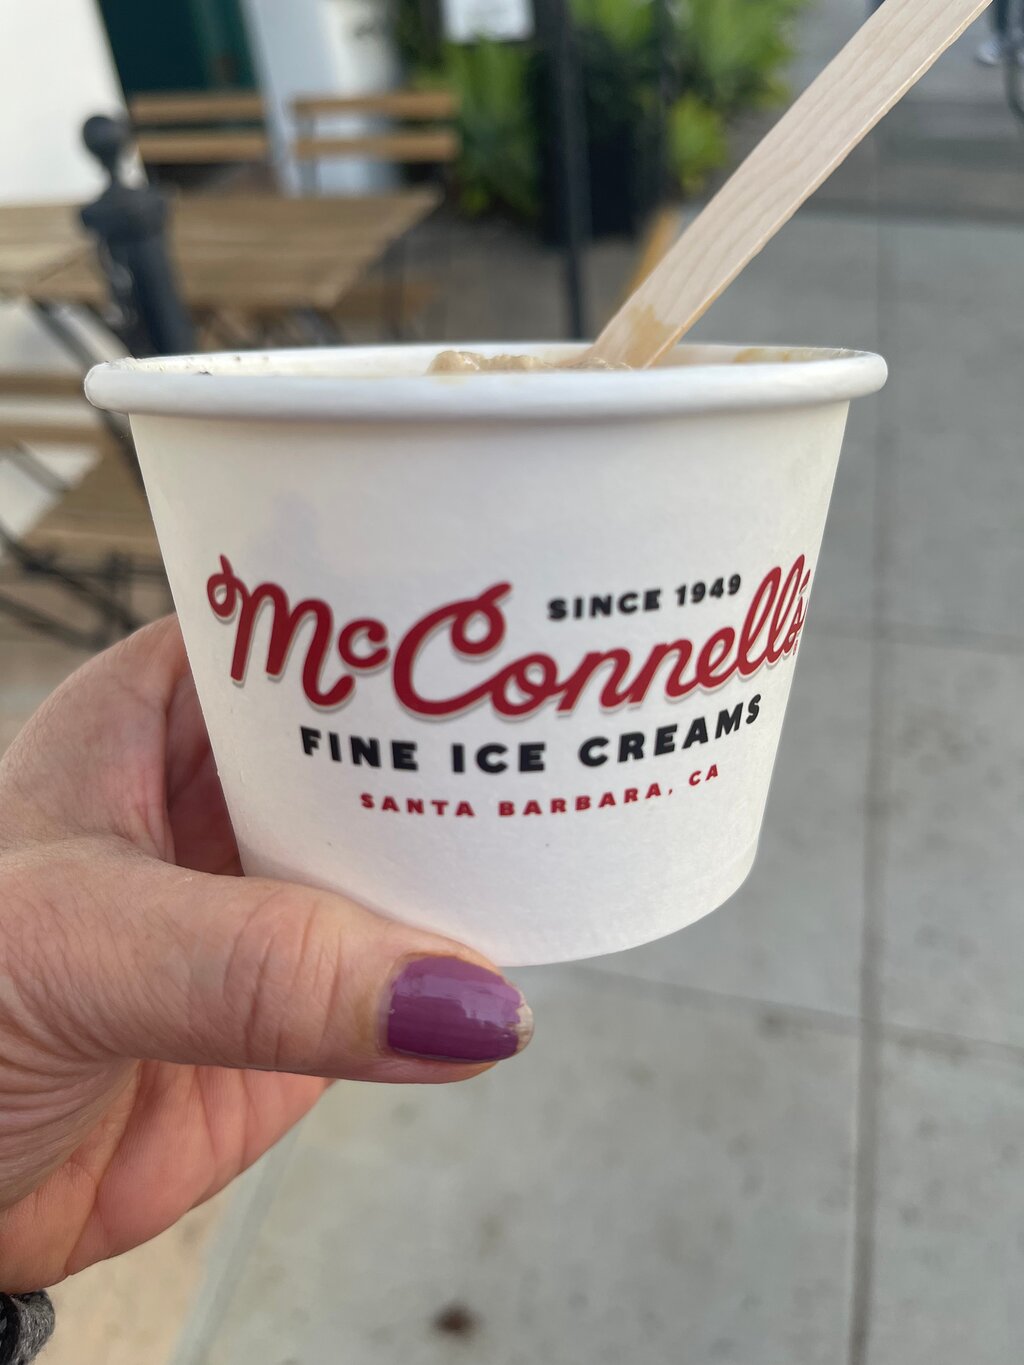 SINCE 1949
McConnell's
FINE ICE CREAMS
SANTA BARBARA, CA